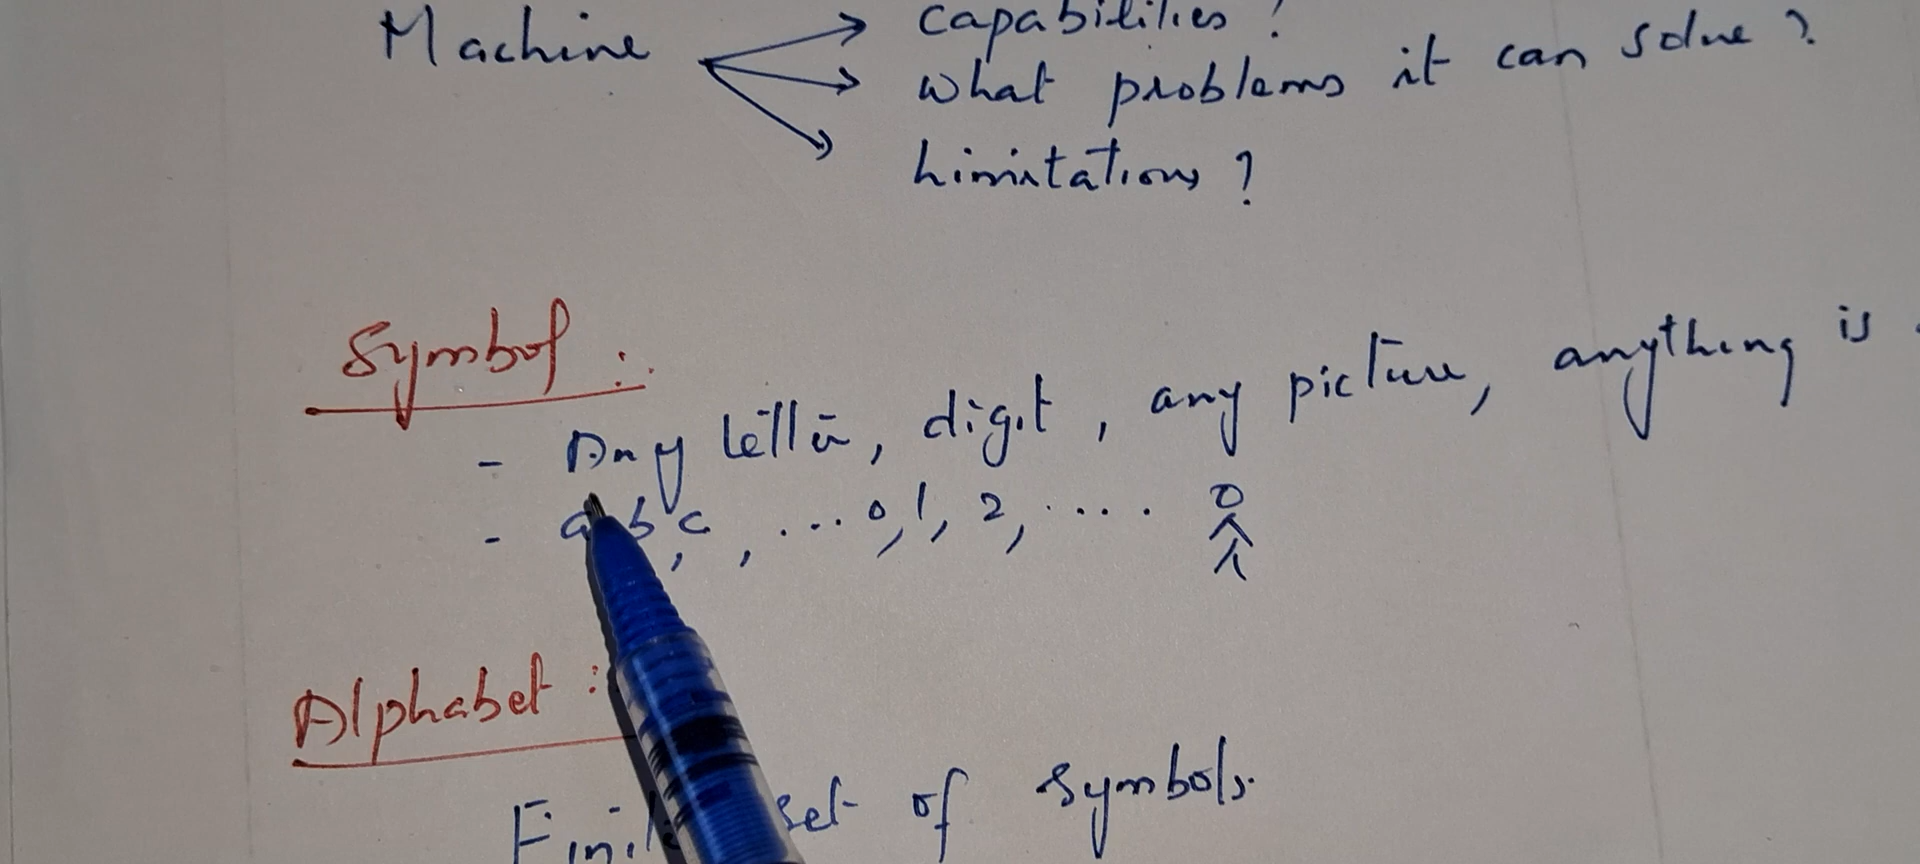 Machine
capabilities ?
what problems it can solve ?
Limitations ?
Symbol :
- Any letter, digit, any picture, anything is
- a, b, c, ... 0, 1, 2, ....
Alphabet :
Finite set of symbols.